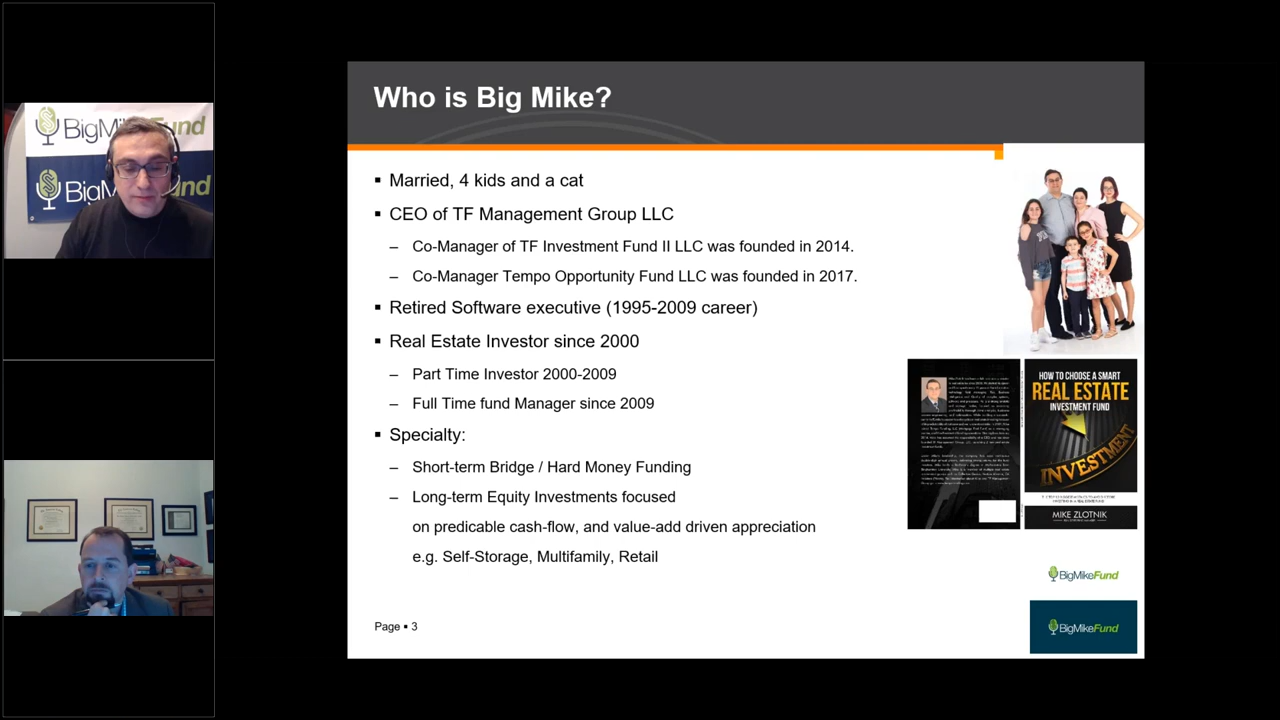 BigMikeFund
BigMikeFund
Who is Big Mike?
▪ Married, 4 kids and a cat
▪ CEO of TF Management Group LLC
– Co-Manager of TF Investment Fund II LLC was founded in 2014.
– Co-Manager Tempo Opportunity Fund LLC was founded in 2017.
▪ Retired Software executive (1995-2009 career)
▪ Real Estate Investor since 2000
– Part Time Investor 2000-2009
– Full Time fund Manager since 2009
▪ Specialty:
– Short-term Bridge / Hard Money Funding
– Long-term Equity Investments focused
on predicable cash-flow, and value-add driven appreciation
e.g. Self-Storage, Multifamily, Retail
Page ▪ 3
HOW TO CHOOSE A SMART
REAL ESTATE
INVESTMENT FUND
INVESTMENT
MIKE ZLOTNIK
BigMikeFund
BigMikeFund